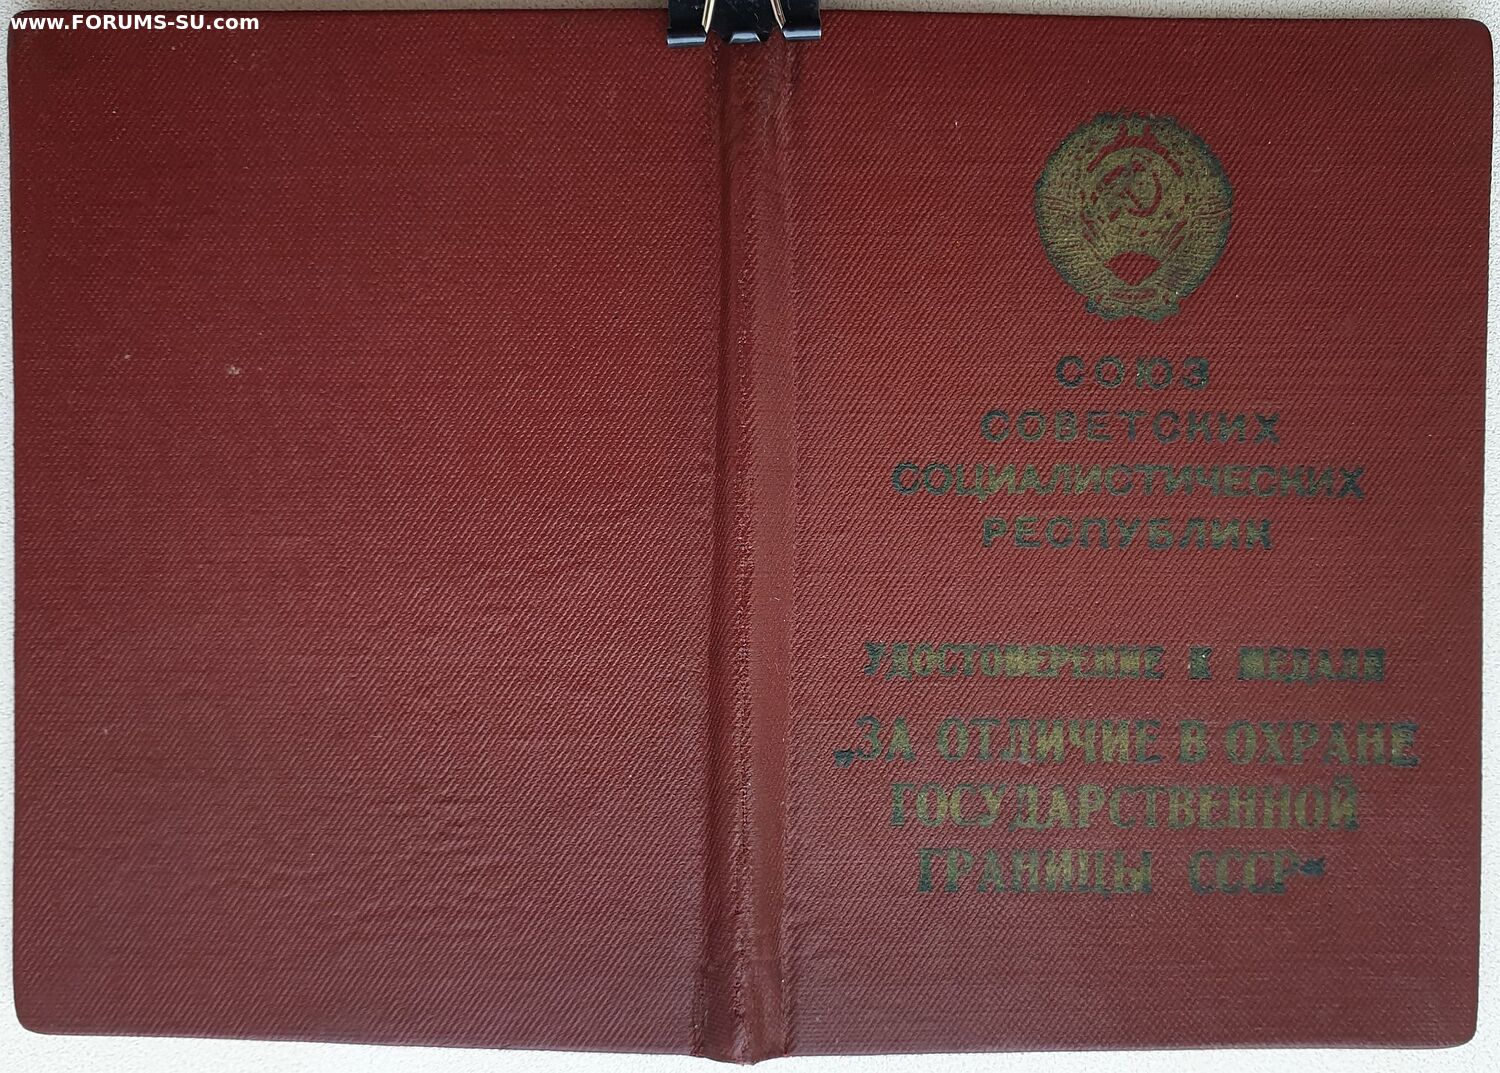 www.FORUMS-SU.com
СОЮЗ
СОВЕТСКИХ
СОЦИАЛИСТИЧЕСКИХ
РЕСПУБЛИК
УДОСТОВЕРЕНИЕ К МЕДАЛИ
„ЗА ОТЛИЧИЕ В ОХРАНЕ
ГОСУДАРСТВЕННОЙ
ГРАНИЦЫ СССР“